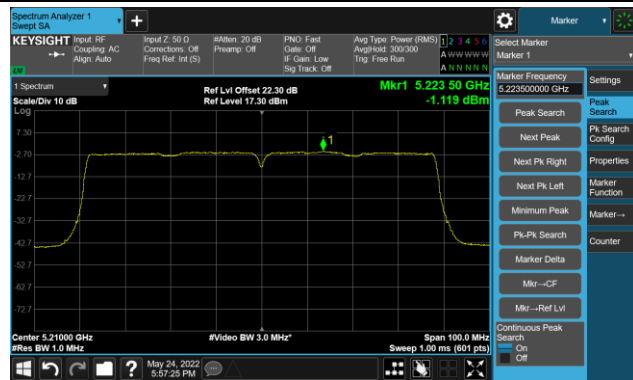 Spectrum Analyzer 1
Swept SA
Marker
KEYSIGHT
Input: RF
Coupling: AC
Align: Auto
Input Z: 50 Ω
Corrections: Off
Freq Ref: Int (S)
#Atten: 20 dB
Preamp: Off
PNO: Fast
Gate: Off
IF Gain: Low
Sig Track: Off
Avg Type: Power (RMS)
Avg|Hold: 300/300
Trig: Free Run
1 2 3 4 5 6
A W W W W W
A N N N N N
Select Marker
Marker 1
1 Spectrum
Scale/Div 10 dB
Log
Ref Lvl Offset 22.30 dB
Ref Level 17.30 dBm
Mkr1 5.223 50 GHz
-1.119 dBm
7.30
-2.70
-12.7
-22.7
-32.7
-42.7
-52.7
-62.7
-72.7
1
Center 5.21000 GHz
#Res BW 1.0 MHz
#Video BW 3.0 MHz*
Span 100.0 MHz
Sweep 1.00 ms (601 pts)
Marker Frequency
5.223500000 GHz
Peak Search
Next Peak
Next Pk Right
Next Pk Left
Minimum Peak
Pk-Pk Search
Marker Delta
Mkr→CF
Mkr→Ref Lvl
Continuous Peak
Search
On
Off
Settings
Peak
Search
Pk Search
Config
Properties
Marker
Function
Marker→
Counter
?
May 24, 2022
5:57:25 PM